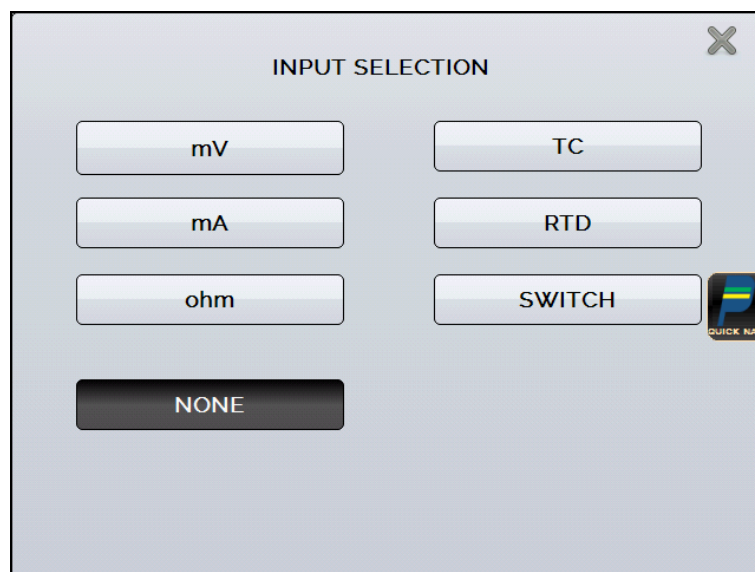 INPUT SELECTION
mV
TC
mA
RTD
ohm
SWITCH
QUICK NA
NONE